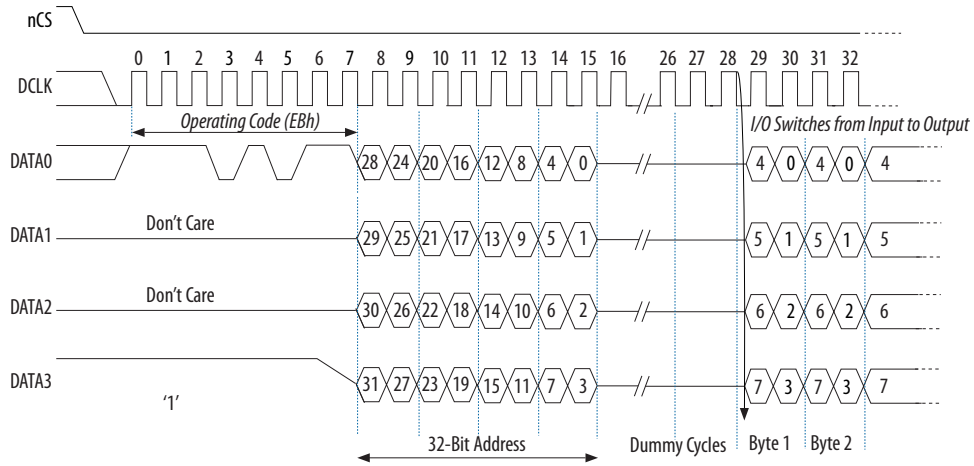 nCS
0 1 2 3 4 5 6 7 8 9 10 11 12 13 14 15 16 26 27 28 29 30 31 32
DCLK
Operating Code (EBh)
I/O Switches from Input to Output
DATA0 28 24 20 16 12 8 4 0 4 0 4 0 4
Don't Care
DATA1 29 25 21 17 13 9 5 1 5 1 5 1 5
Don't Care
DATA2 30 26 22 18 14 10 6 2 6 2 6 2 6
DATA3 31 27 23 19 15 11 7 3 7 3 7 3 7
'1'
32-Bit Address Dummy Cycles Byte 1 Byte 2